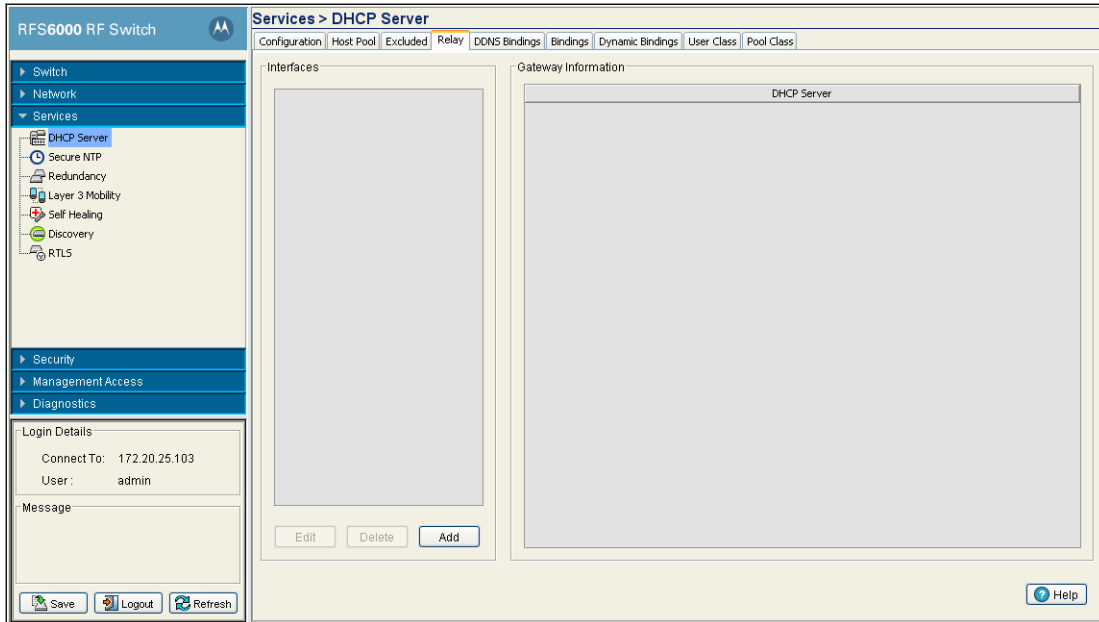 RFS6000 RF Switch
Services > DHCP Server
Configuration Host Pool Excluded Relay DDNS Bindings Bindings Dynamic Bindings User Class Pool Class
Switch
Network
Services
DHCP Server
Secure NTP
Redundancy
Layer 3 Mobility
Self Healing
Discovery
RTLS
Security
Management Access
Diagnostics
Login Details
Connect To: 172.20.25.103
User : admin
Message
Save Logout Refresh
Interfaces
Edit Delete Add
Gateway Information
DHCP Server
Help